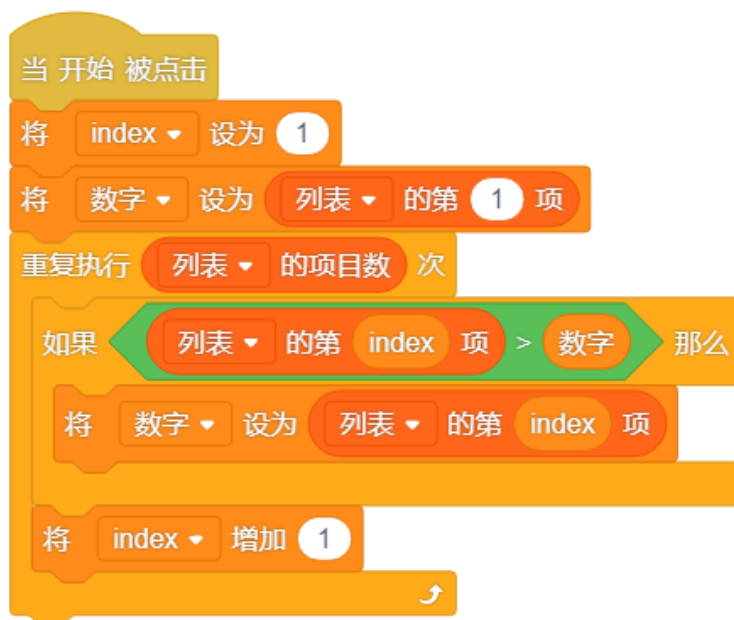 当 开始 被点击
将 index 设为 1
将 数字 设为 列表 的第 1 项
重复执行 列表 的项目数 次
如果 列表 的第 index 项 > 数字 那么
将 数字 设为 列表 的第 index 项
将 index 增加 1